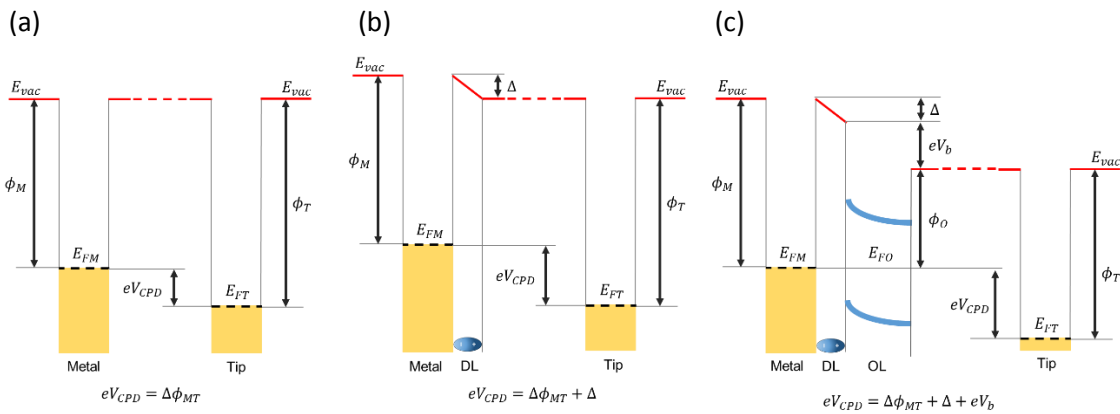 (a)
E_vac
E_vac
ϕ_M
ϕ_T
E_FM
E_FT
eV_CPD
Metal
Tip
eV_CPD = Δϕ_MT
(b)
E_vac
Δ
E_vac
ϕ_M
ϕ_T
E_FM
E_FT
eV_CPD
Metal
DL
Tip
eV_CPD = Δϕ_MT + Δ
(c)
E_vac
Δ
eV_b
E_vac
ϕ_M
ϕ_O
ϕ_T
E_FM
E_FO
eV_CPD
E_FT
Metal
DL
OL
Tip
eV_CPD = Δϕ_MT + Δ + eV_b